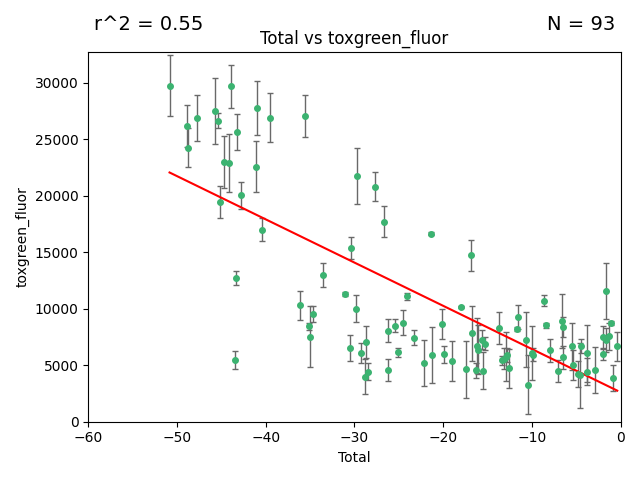 r^2 = 0.55
N = 93
Total vs toxgreen_fluor
toxgreen_fluor
30000
25000
20000
15000
10000
5000
0
−60
−50
−40
−30
−20
−10
0
Total